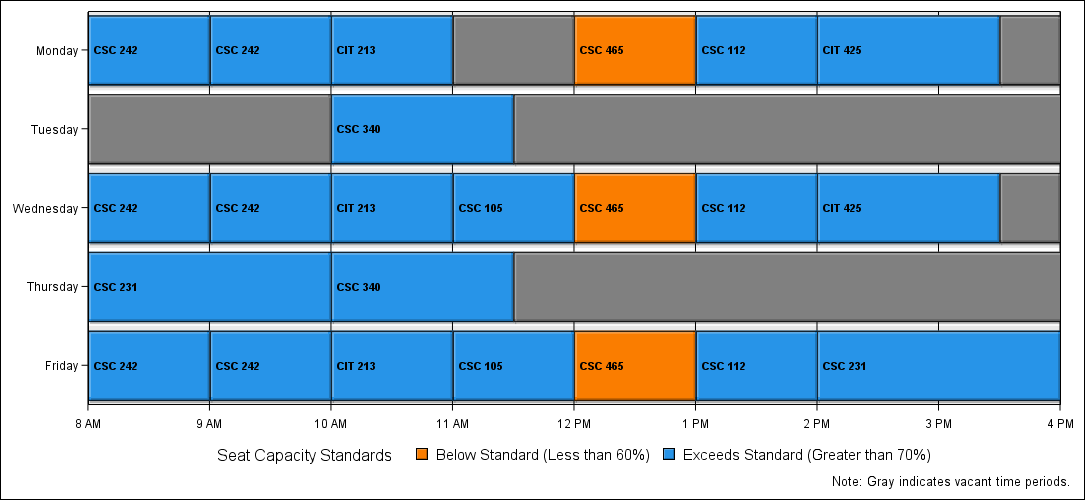 Monday CSC 242 CSC 242 CIT 213 CSC 465 CSC 112 CIT 425
Tuesday CSC 340
Wednesday CSC 242 CSC 242 CIT 213 CSC 105 CSC 465 CSC 112 CIT 425
Thursday CSC 231 CSC 340
Friday CSC 242 CSC 242 CIT 213 CSC 105 CSC 465 CSC 112 CSC 231
8 AM 9 AM 10 AM 11 AM 12 PM 1 PM 2 PM 3 PM 4 PM
Seat Capacity Standards Below Standard (Less than 60%) Exceeds Standard (Greater than 70%)
Note: Gray indicates vacant time periods.